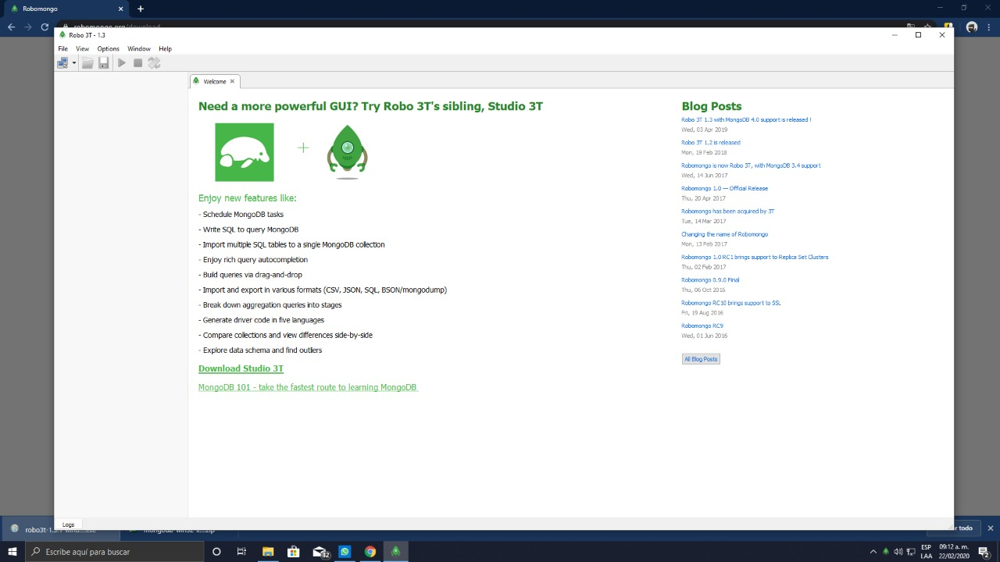 Robomongo
robomongo.org/download
Robo 3T - 1.3
File View Options Window Help
Welcome
Need a more powerful GUI? Try Robo 3T's sibling, Studio 3T
Enjoy new features like:
- Schedule MongoDB tasks
- Write SQL to query MongoDB
- Import multiple SQL tables to a single MongoDB collection
- Enjoy rich query autocompletion
- Build queries via drag-and-drop
- Import and export in various formats (CSV, JSON, SQL, BSON/mongodump)
- Break down aggregation queries into stages
- Generate driver code in five languages
- Compare collections and view differences side-by-side
- Explore data schema and find outliers
Download Studio 3T
MongoDB 101 - take the fastest route to learning MongoDB
Blog Posts
Robo 3T 1.3 with MongoDB 4.0 support is released !
Wed, 03 Apr 2019
Robo 3T 1.2 is released
Mon, 19 Feb 2018
Robomongo is now Robo 3T, with MongoDB 3.4 support
Wed, 14 Jun 2017
Robomongo 1.0 — Official Release
Thu, 20 Apr 2017
Robomongo has been acquired by 3T
Tue, 14 Mar 2017
Changing the name of Robomongo
Mon, 13 Feb 2017
Robomongo 1.0 RC1 brings support to Replica Set Clusters
Thu, 02 Feb 2017
Robomongo 0.9.0 Final
Thu, 06 Oct 2016
Robomongo RC10 brings support to SSL
Fri, 19 Aug 2016
Robomongo RC9
Wed, 01 Jun 2016
All Blog Posts
Logs
r todo
Escribe aquí para buscar
32
ESP
LAA
09:12 a. m.
22/02/2020
2